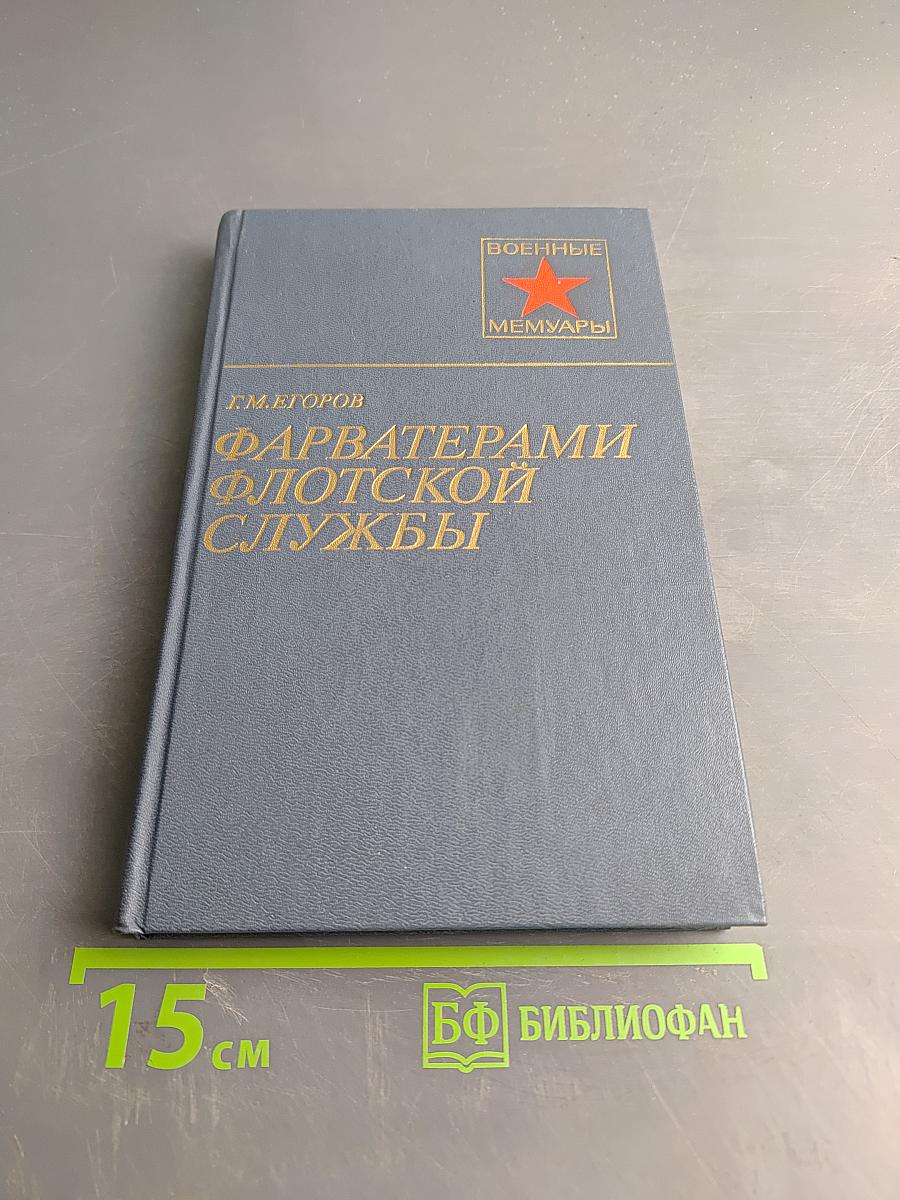 ВОЕННЫЕ
МЕМУАРЫ
Г.М.ЕГОРОВ
ФАРВАТЕРАМИ
ФЛОТСКОЙ
СЛУЖБЫ
15 см
БФ БИБЛИОФАН